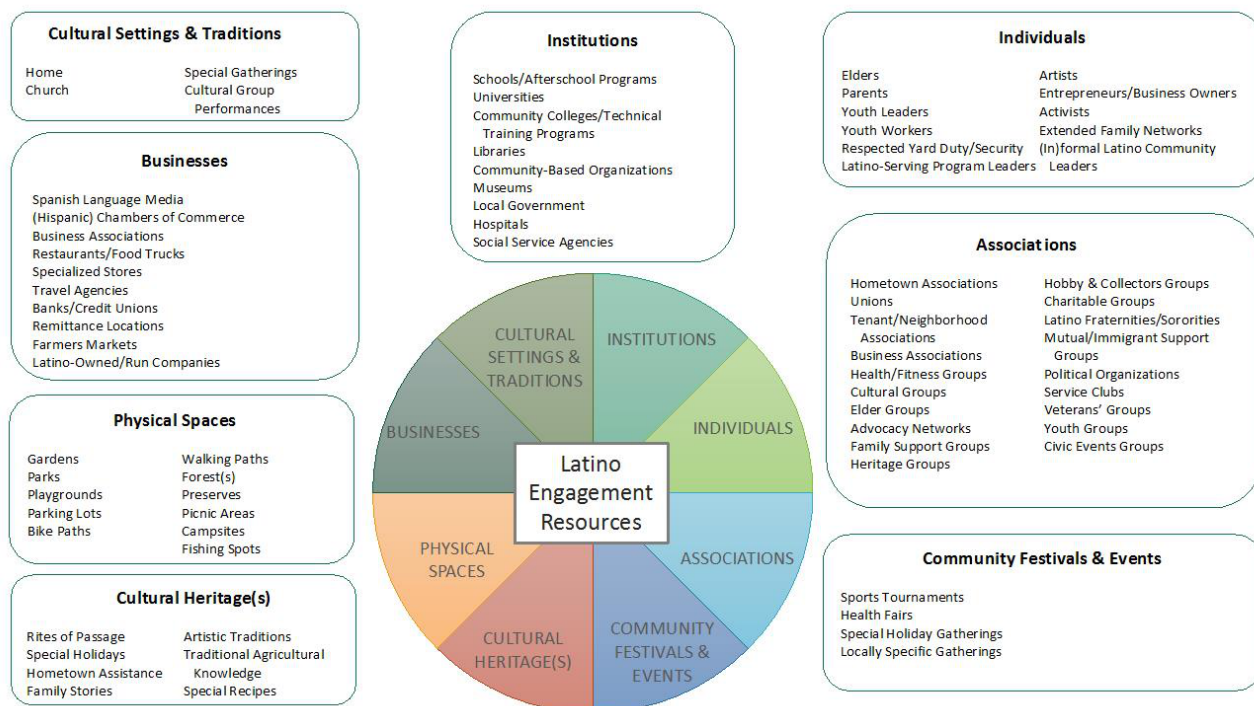 Cultural Settings & Traditions
Home
Church
Special Gatherings
Cultural Group
Performances
Businesses
Spanish Language Media
(Hispanic) Chambers of Commerce
Business Associations
Restaurants/Food Trucks
Specialized Stores
Travel Agencies
Banks/Credit Unions
Remittance Locations
Farmers Markets
Latino-Owned/Run Companies
Physical Spaces
Gardens
Parks
Playgrounds
Parking Lots
Bike Paths
Walking Paths
Forest(s)
Preserves
Picnic Areas
Campsites
Fishing Spots
Cultural Heritage(s)
Rites of Passage
Special Holidays
Hometown Assistance
Family Stories
Artistic Traditions
Traditional Agricultural
Knowledge
Special Recipes
Institutions
Schools/Afterschool Programs
Universities
Community Colleges/Technical
Training Programs
Libraries
Community-Based Organizations
Museums
Local Government
Hospitals
Social Service Agencies
CULTURAL
SETTINGS &
TRADITIONS
INSTITUTIONS
BUSINESSES
INDIVIDUALS
Latino
Engagement
Resources
PHYSICAL
SPACES
ASSOCIATIONS
CULTURAL
HERITAGE(S)
COMMUNITY
FESTIVALS &
EVENTS
Individuals
Elders
Parents
Youth Leaders
Youth Workers
Respected Yard Duty/Security
Latino-Serving Program Leaders
Artists
Entrepreneurs/Business Owners
Activists
Extended Family Networks
(In)formal Latino Community
Leaders
Associations
Hometown Associations
Unions
Tenant/Neighborhood
Associations
Business Associations
Health/Fitness Groups
Cultural Groups
Elder Groups
Advocacy Networks
Family Support Groups
Heritage Groups
Hobby & Collectors Groups
Charitable Groups
Latino Fraternities/Sororities
Mutual/Immigrant Support
Groups
Political Organizations
Service Clubs
Veterans’ Groups
Youth Groups
Civic Events Groups
Community Festivals & Events
Sports Tournaments
Health Fairs
Special Holiday Gatherings
Locally Specific Gatherings